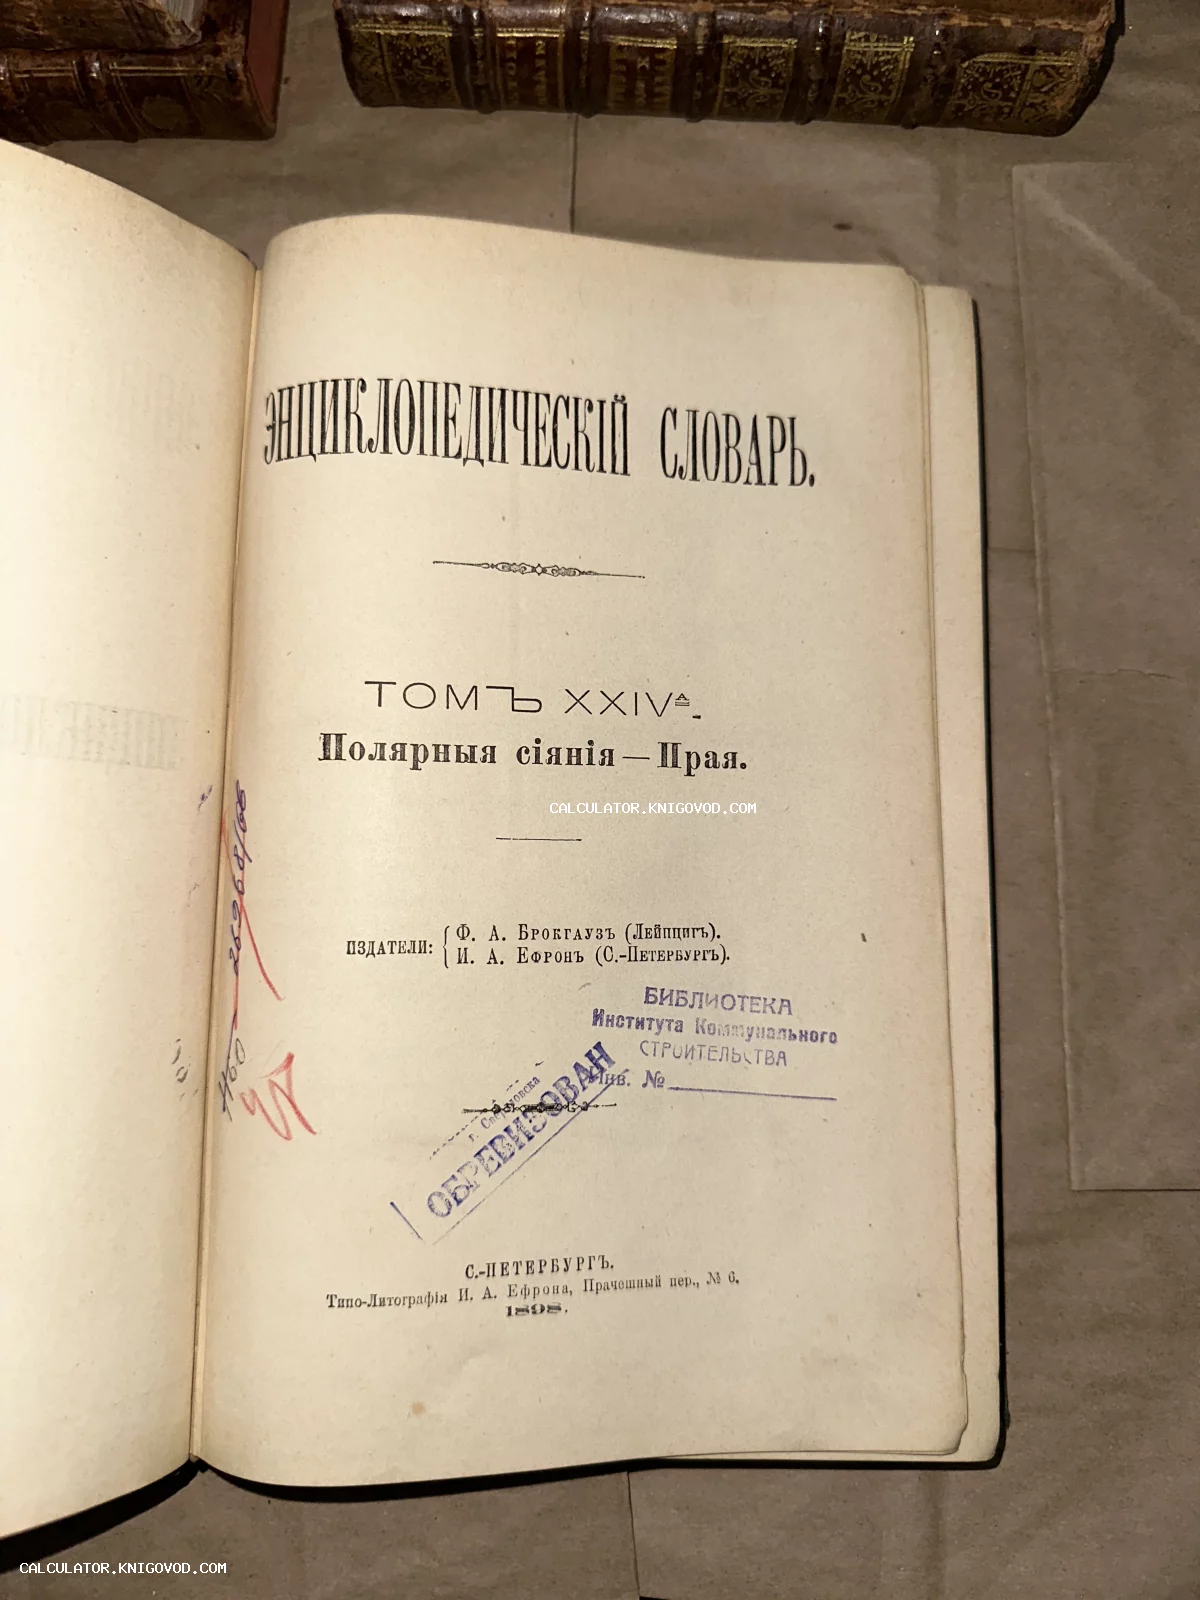 ЭНЦИКЛОПЕДИЧЕСКІЙ СЛОВАРЬ.
ТОМЪ XXIVᴬ.
Полярныя сіянія — Прая.
CALCULATOR.KNIGOVOD.COM
ИЗДАТЕЛИ:
Ф. А. Брокгаузъ (Лейпцигъ).
И. А. Ефронъ (С.-Петербургъ).
БИБЛИОТЕКА
Института Коммунального
СТРОИТЕЛЬСТВА
Инв. №
г. Свердловска
ОБРЕВИЗОВАН
С.-ПЕТЕРБУРГЪ.
Типо-Литографія И. А. Ефрона, Прачешный пер., № 6.
1898.
CALCULATOR.KNIGOVOD.COM